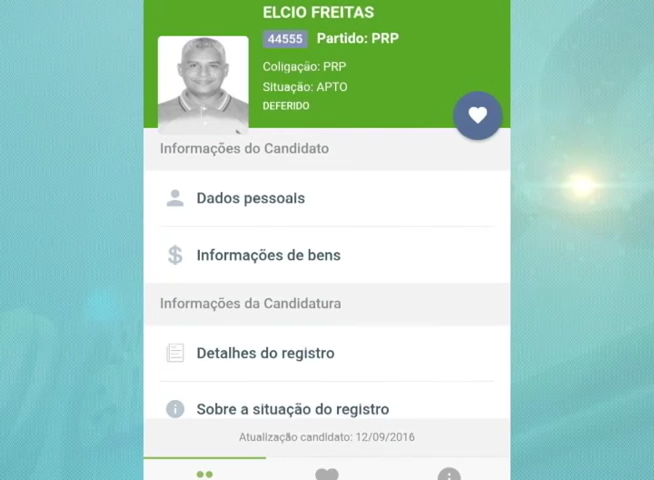 ELCIO FREITAS
44555 Partido: PRP
Coligação: PRP
Situação: APTO
DEFERIDO
Informações do Candidato
Dados pessoais
Informações de bens
Informações da Candidatura
Detalhes do registro
Sobre a situação do registro
Atualização candidato: 12/09/2016